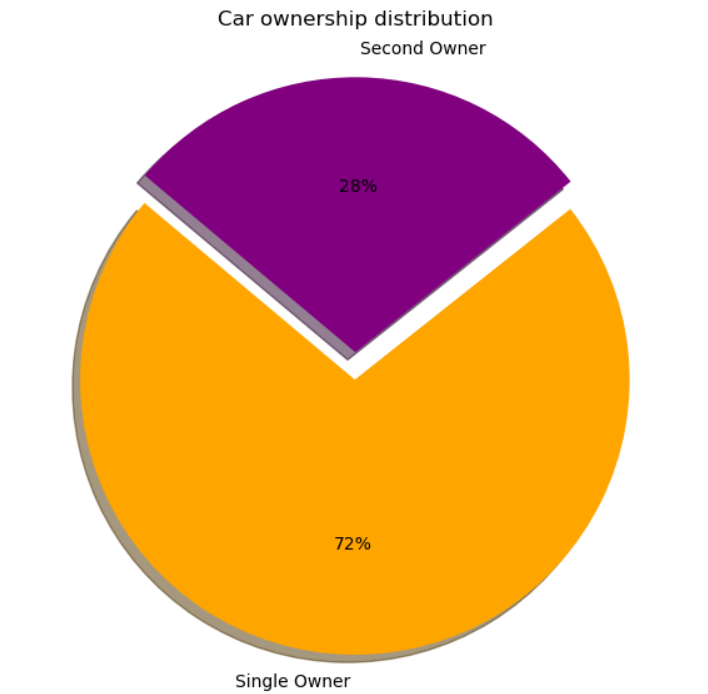 Car ownership distribution
Second Owner
28%
72%
Single Owner